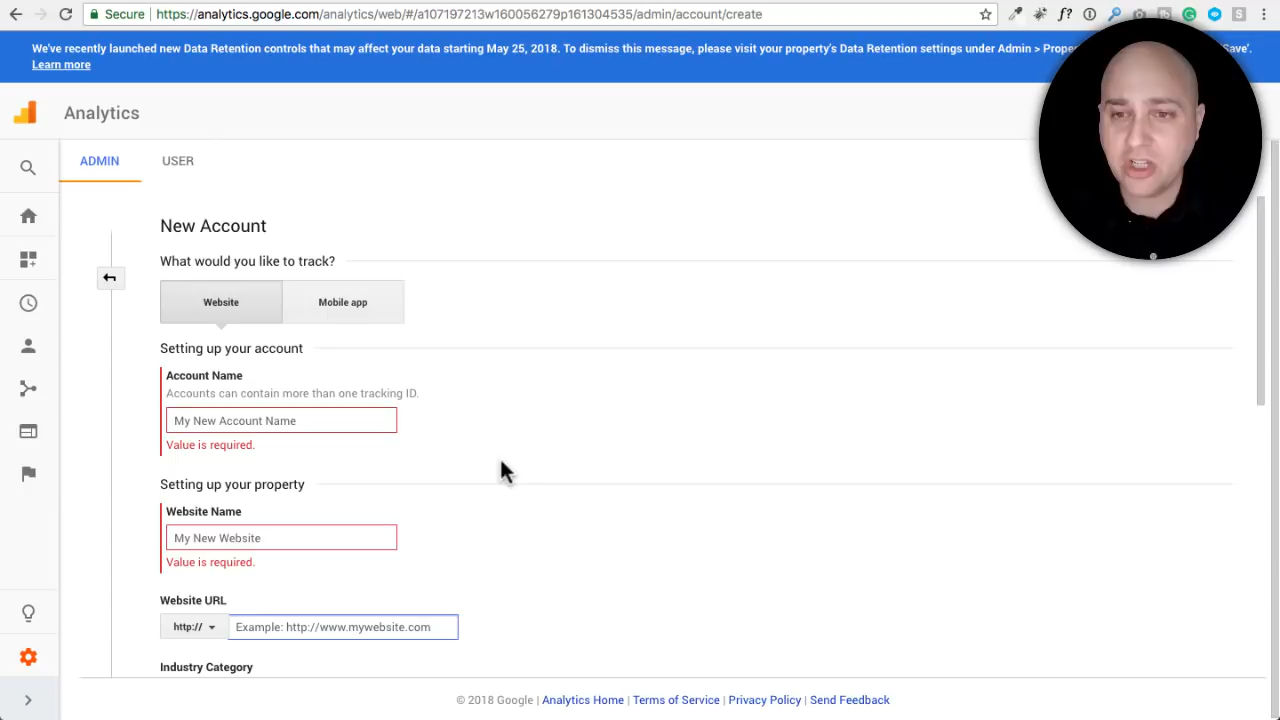 Secure https://analytics.google.com/analytics/web/#/a107197213w160056279p161304535/admin/account/create
We've recently launched new Data Retention controls that may affect your data starting May 25, 2018. To dismiss this message, please visit your property's Data Retention settings under Admin > Prope
Save'.
Learn more
Analytics
ADMIN USER
New Account
What would you like to track?
Website Mobile app
Setting up your account
Account Name
Accounts can contain more than one tracking ID.
My New Account Name
Value is required.
Setting up your property
Website Name
My New Website
Value is required.
Website URL
http:// Example: http://www.mywebsite.com
Industry Category
© 2018 Google | Analytics Home | Terms of Service | Privacy Policy | Send Feedback